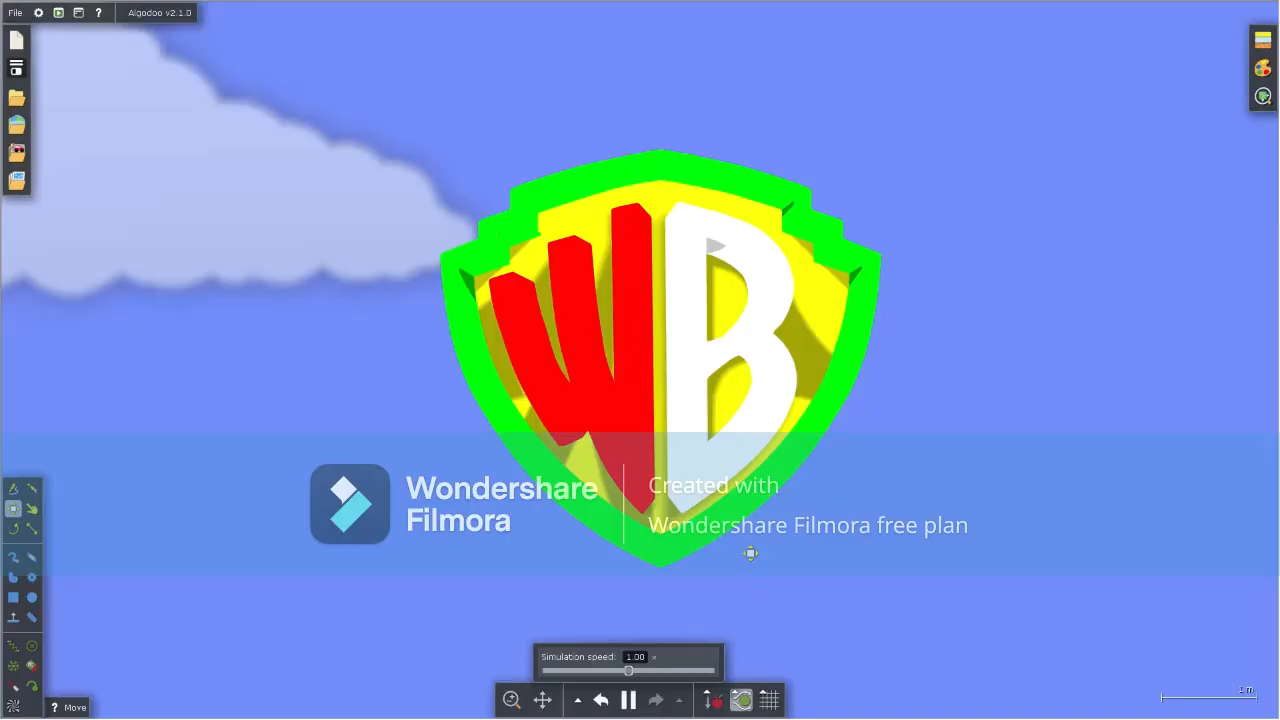 File ? Algodoo v2.1.0
WB
Wondershare
Filmora
Created with
Wondershare Filmora free plan
Simulation speed: 1.00 ×
1 m
? Move